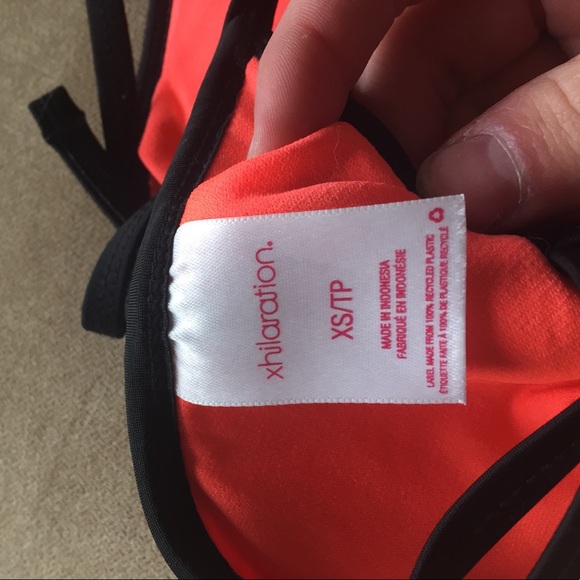 xhilaration.
XS/TP
MADE IN INDONESIA
FABRIQUÉ EN INDONÉSIE
LABEL MADE FROM 100% RECYCLED PLASTIC
ÉTIQUETTE FAITE À 100% DE PLASTIQUE RECYCLÉ